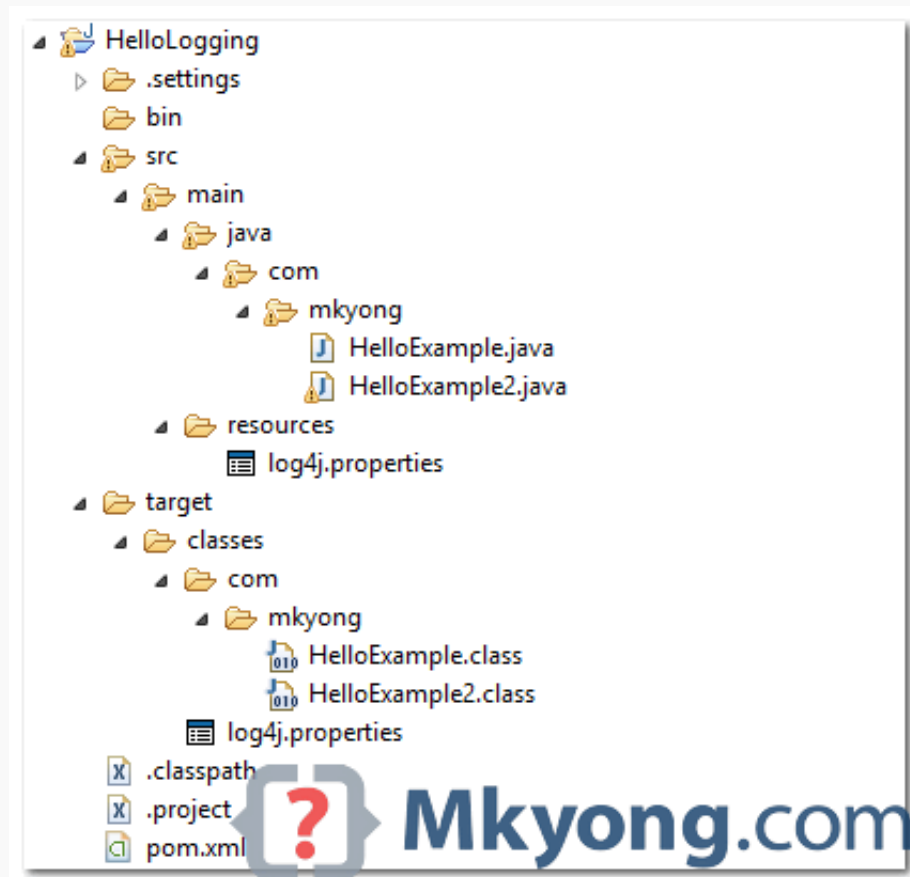 HelloLogging
.settings
bin
src
main
java
com
mkyong
HelloExample.java
HelloExample2.java
resources
log4j.properties
target
classes
com
mkyong
HelloExample.class
HelloExample2.class
log4j.properties
.classpath
.project
pom.xml
? Mkyong.com